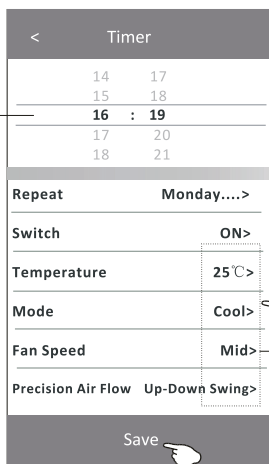 < Timer
14 17
15 18
16 : 19
17 20
18 21
Repeat Monday....>
Switch ON>
Temperature 25℃>
Mode Cool>
Fan Speed Mid>
Precision Air Flow Up-Down Swing>
Save